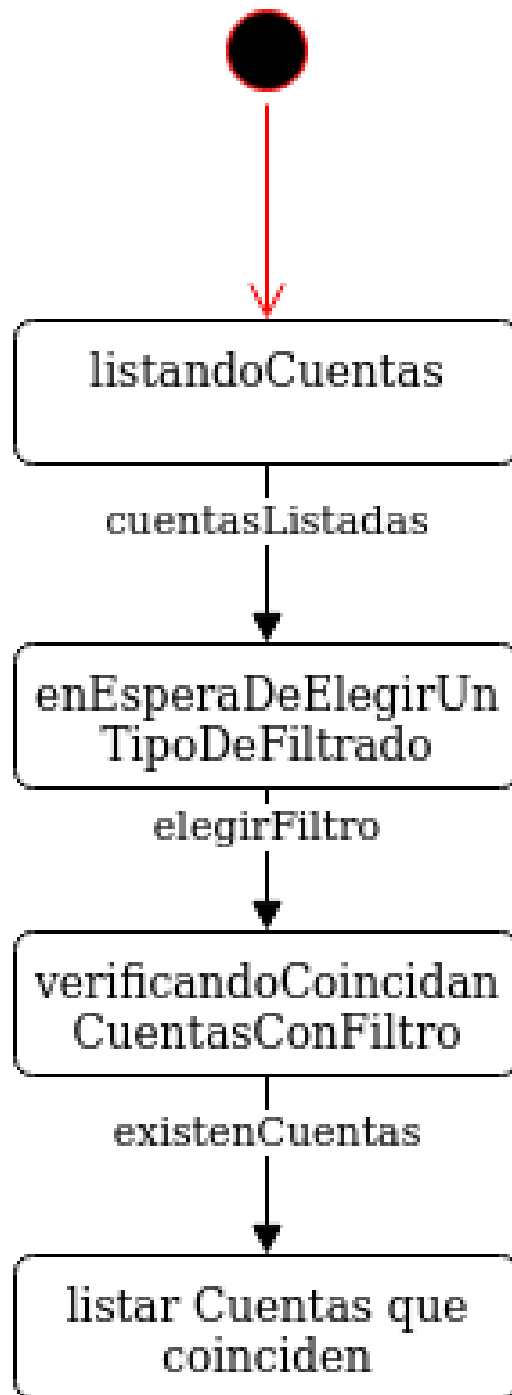 listandoCuentas
cuentasListadas
enEsperaDeElegirUn
TipoDeFiltrado
elegirFiltro
verificandoCoincidan
CuentasConFiltro
existenCuentas
listar Cuentas que
coinciden